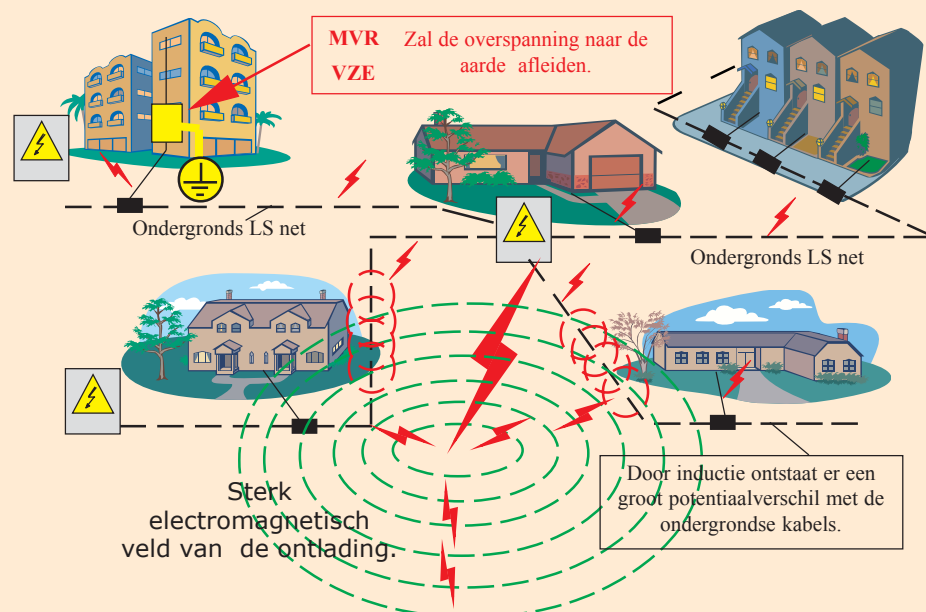 MVR Zal de overspanning naar de
VZE aarde afleiden.
Ondergronds LS net
Ondergronds LS net
Sterk
electromagnetisch
veld van de ontlading.
Door inductie ontstaat er een
groot potentiaalverschil met de
ondergrondse kabels.